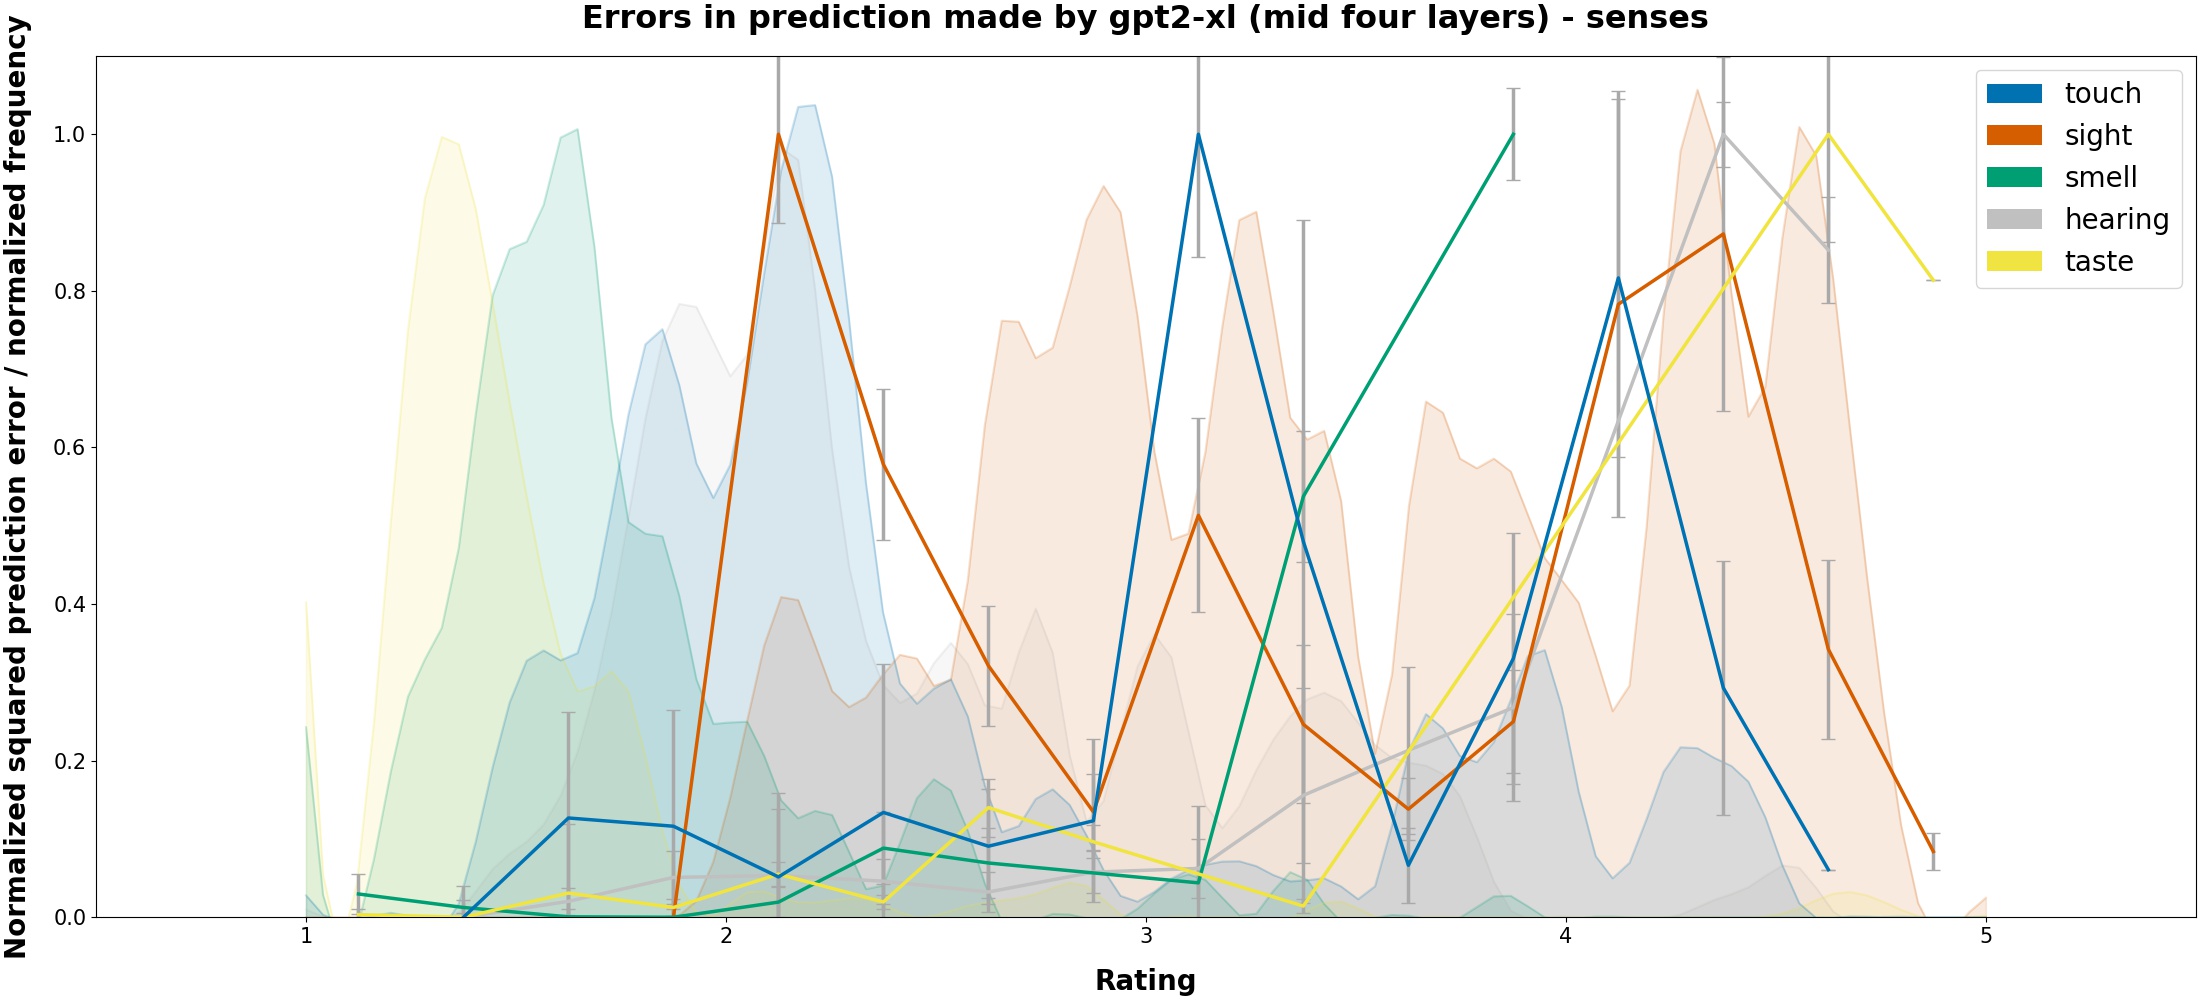 Errors in prediction made by gpt2-xl (mid four layers) - senses
Normalized squared prediction error / normalized frequency
1.0
0.8
0.6
0.4
0.2
0.0
touch
sight
smell
hearing
taste
1 2 3 4 5
Rating